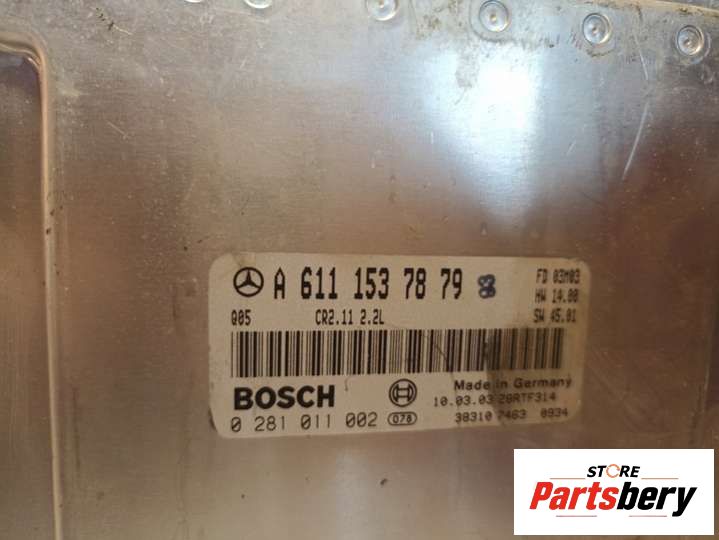 A 611 153 78 79
FD 03M03
HW 14.00
Q05 CR2.11 2.2L
SW 45.01
BOSCH
Made in Germany
10.03.03 28RTF314
0 281 011 002 078
38310 7463 0934
STORE
Partsbery